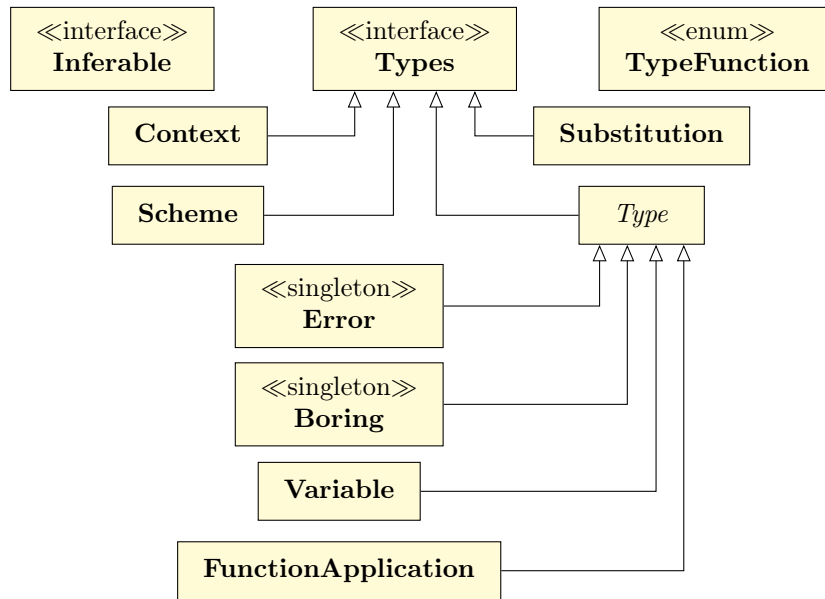 ≪interface≫
Inferable
≪interface≫
Types
≪enum≫
TypeFunction
Context
Substitution
Scheme
Type
≪singleton≫
Error
≪singleton≫
Boring
Variable
FunctionApplication